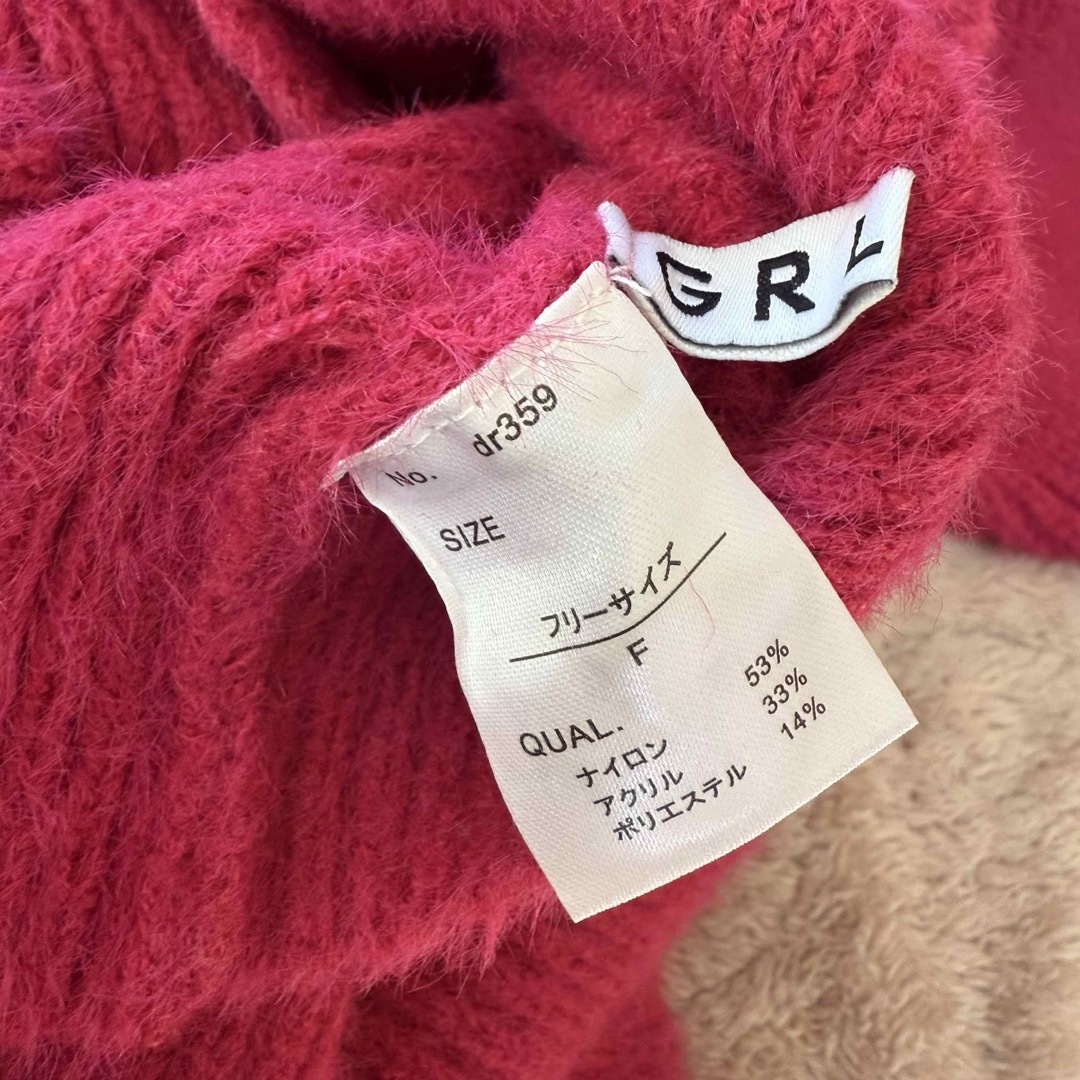 GRL
No. dr359
SIZE
フリーサイズ
F
QUAL.
ナイロン 53%
アクリル 33%
ポリエステル 14%